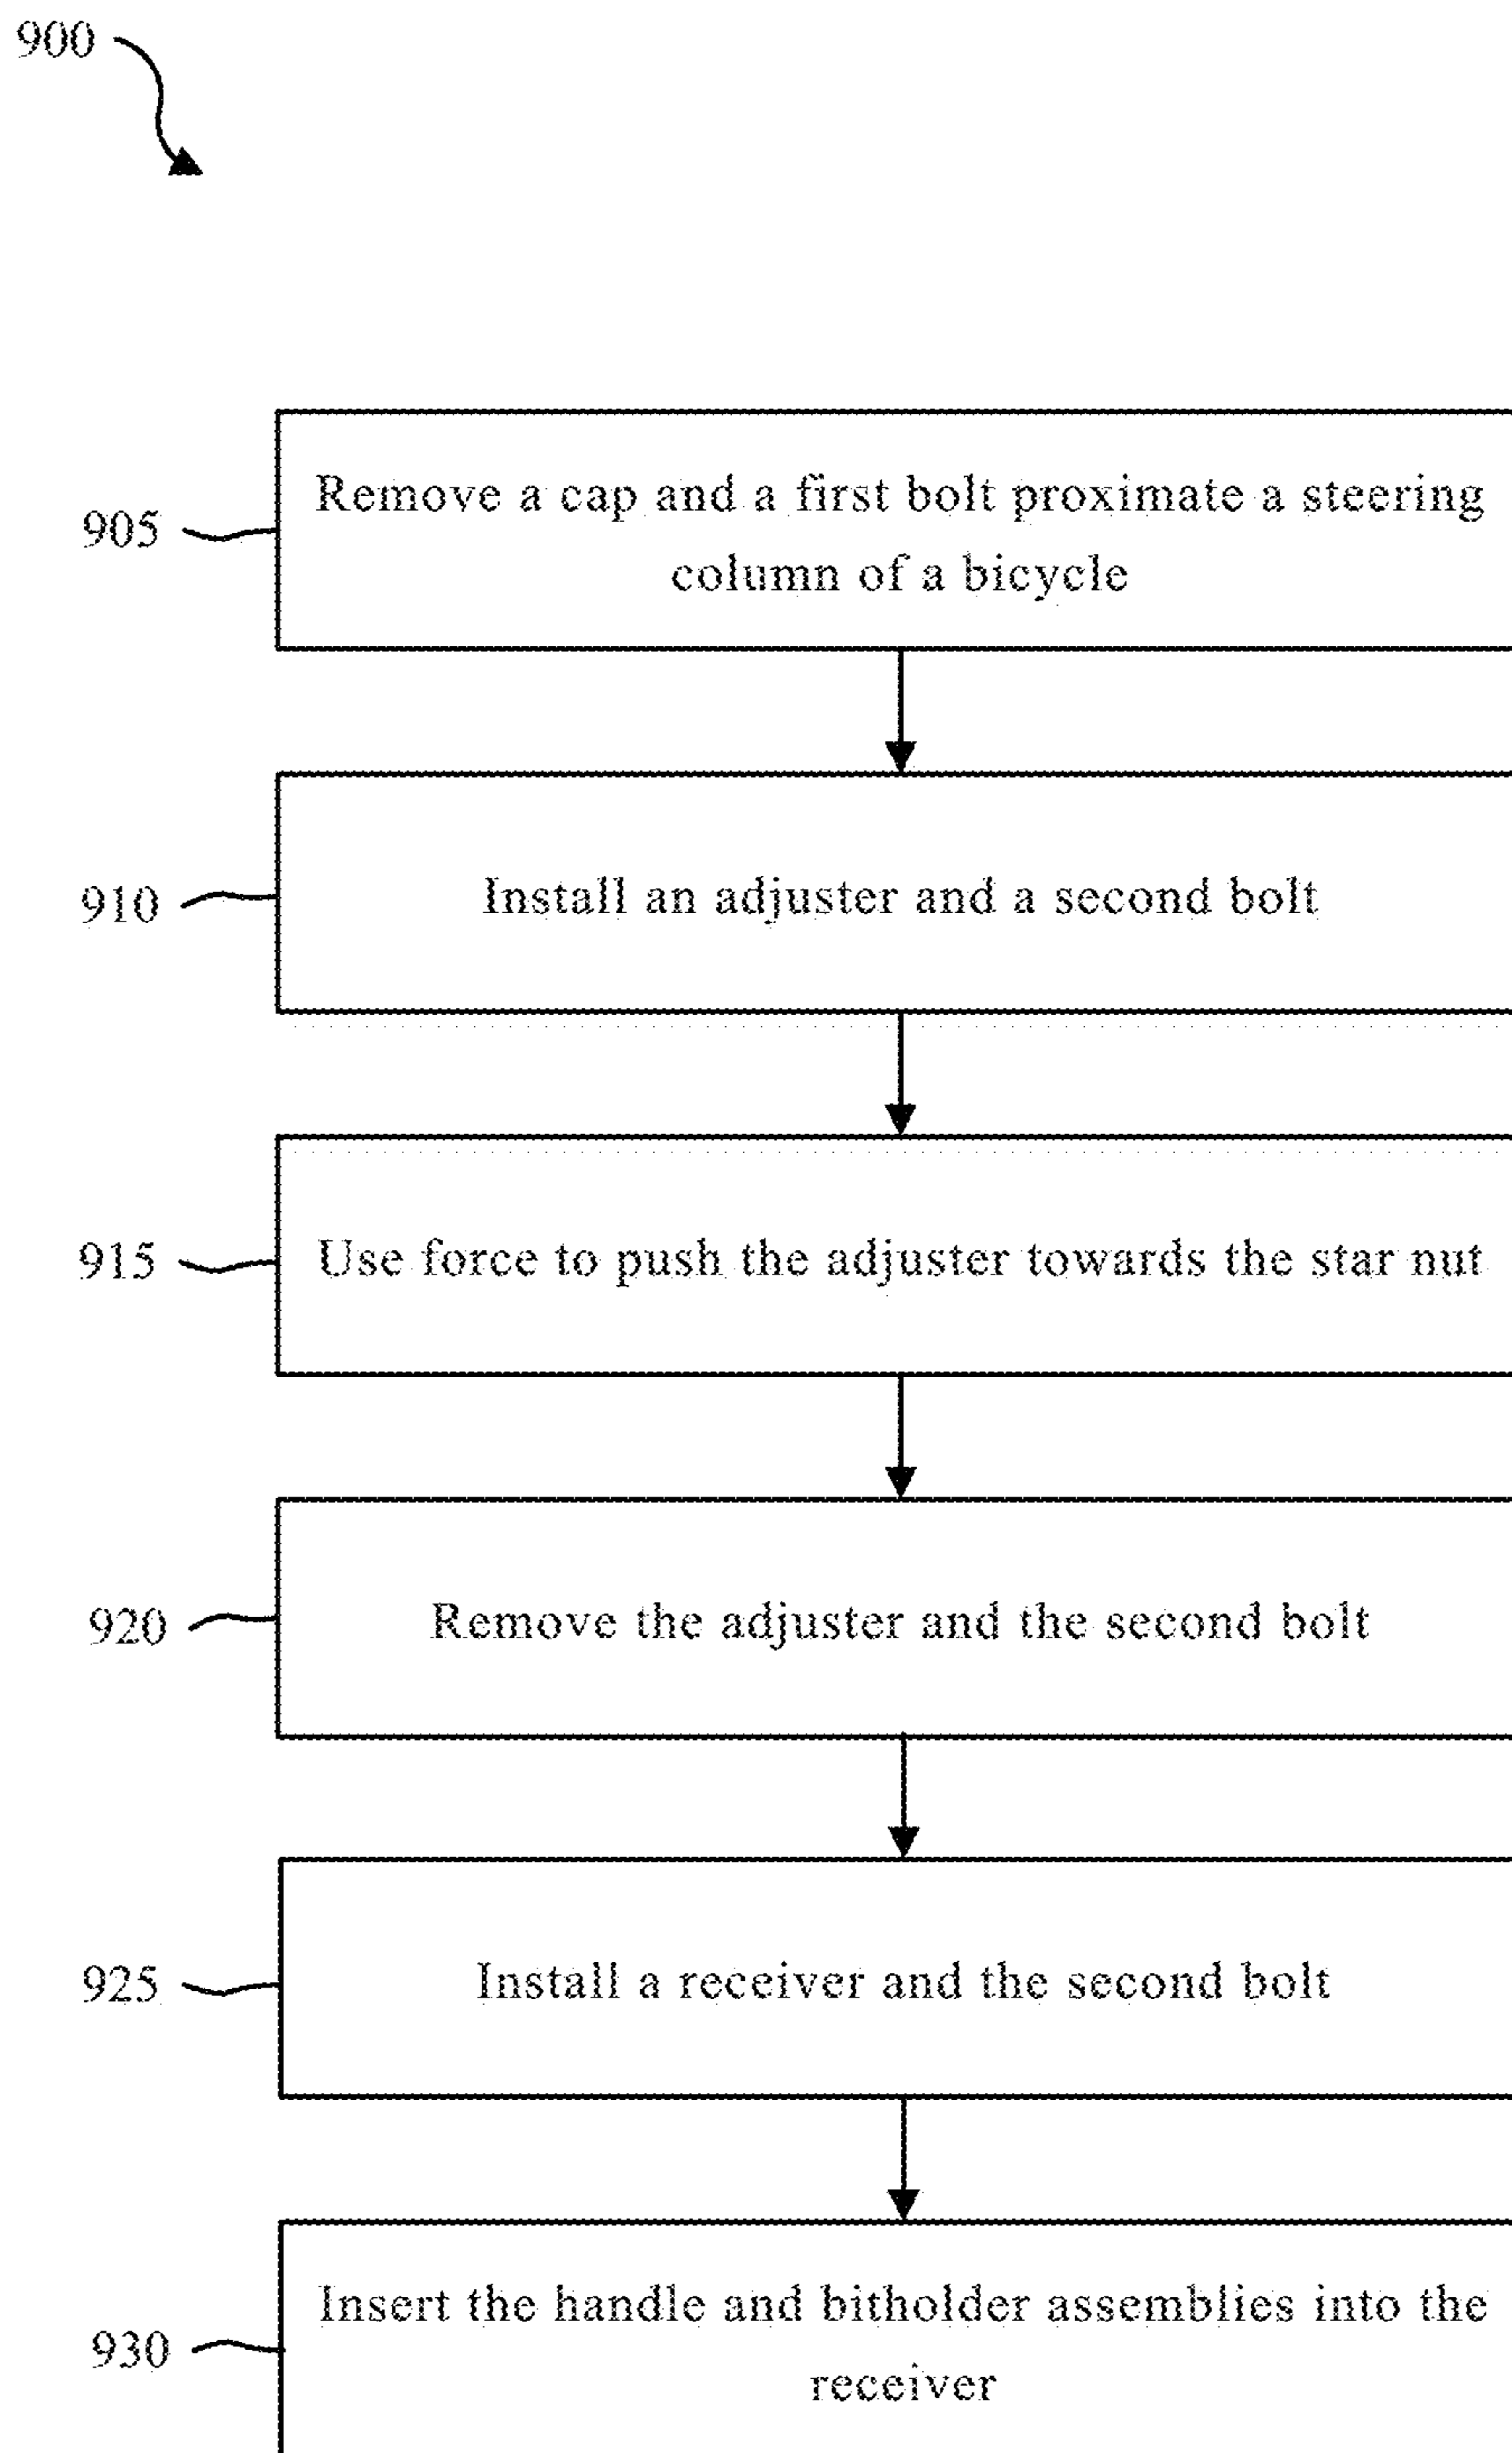 900
905
Remove a cap and a first bolt proximate a steering
column of a bicycle
910
Install an adjuster and a second bolt
915
Use force to push the adjuster towards the star nut
920
Remove the adjuster and the second bolt
925
Install a receiver and the second bolt
930
Insert the handle and bitholder assemblies into the
receiver